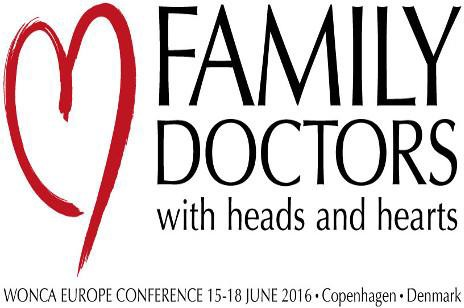 FAMILY
DOCTORS
with heads and hearts
WONCA EUROPE CONFERENCE 15-18 JUNE 2016 • Copenhagen • Denmark